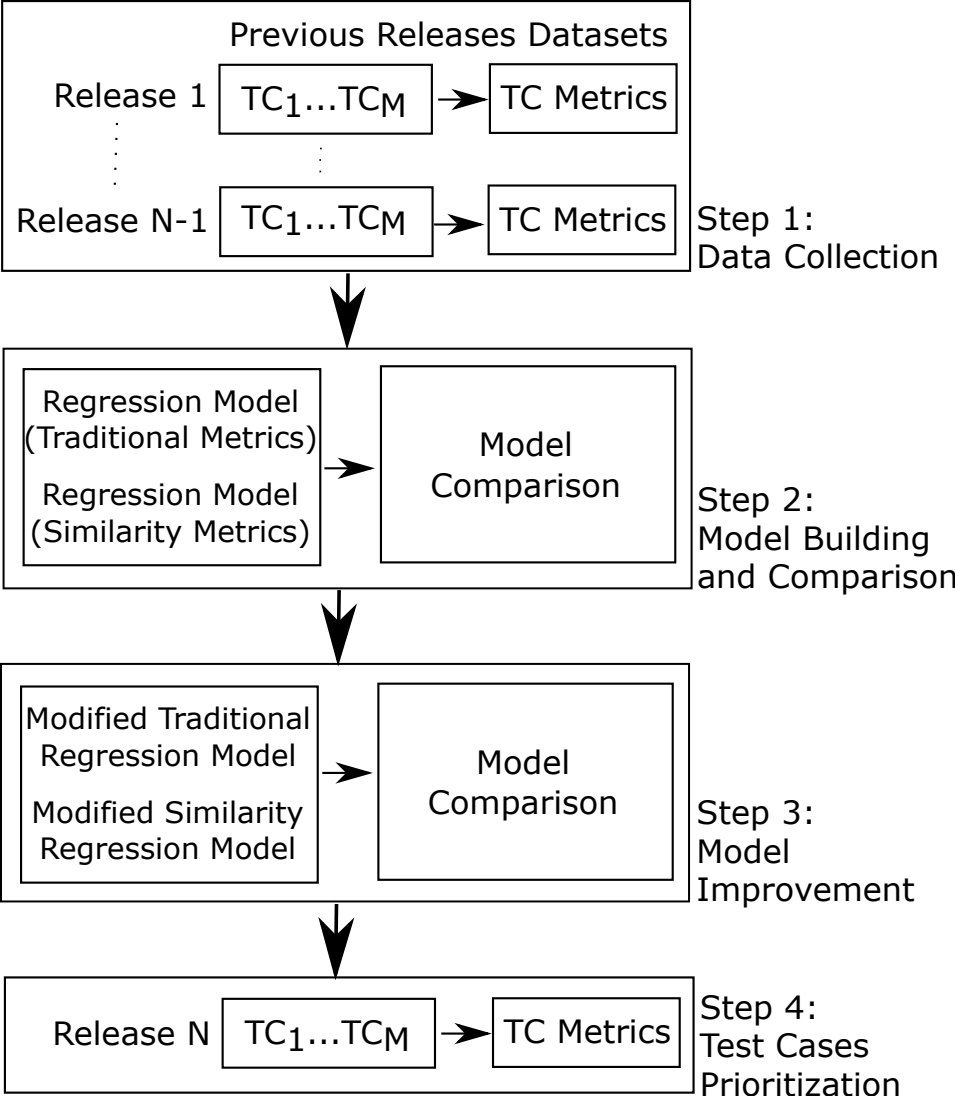 Previous Releases Datasets
Release 1 TC1...TCM TC Metrics
Release N-1 TC1...TCM TC Metrics
Step 1:
Data Collection
Regression Model
(Traditional Metrics)
Regression Model
(Similarity Metrics)
Model
Comparison
Step 2:
Model Building
and Comparison
Modified Traditional
Regression Model
Modified Similarity
Regression Model
Model
Comparison
Step 3:
Model
Improvement
Release N TC1...TCM TC Metrics
Step 4:
Test Cases
Prioritization